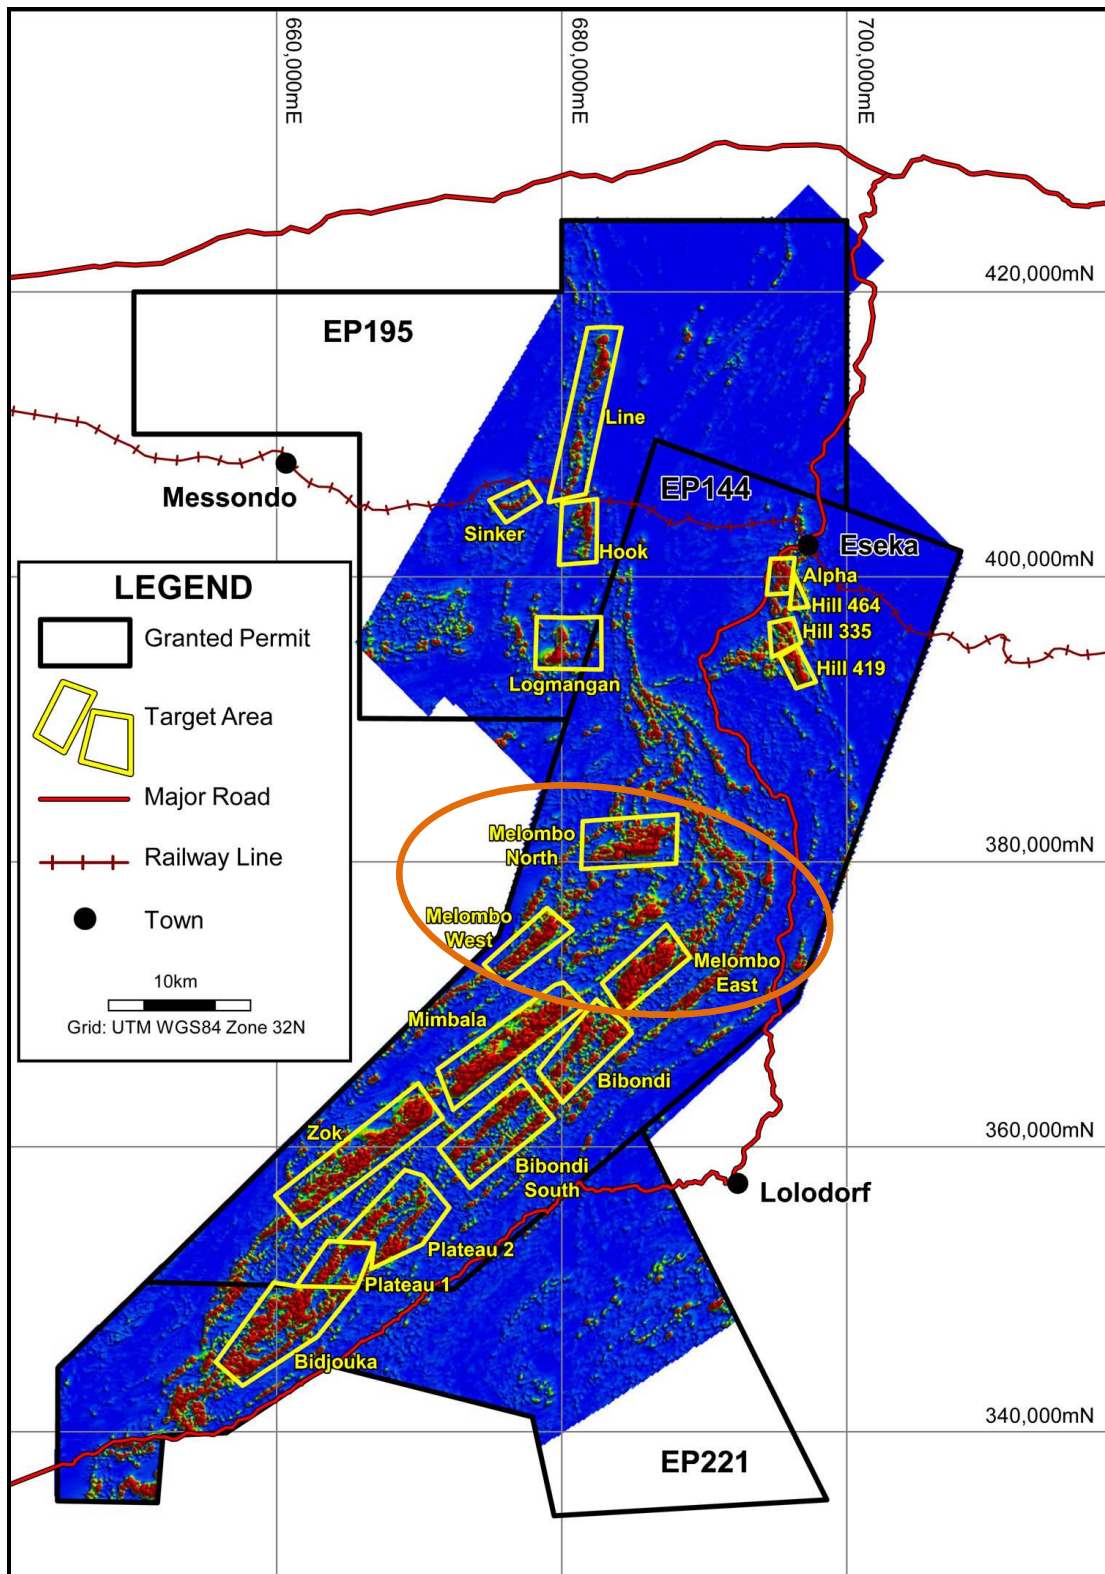 660,000mE
680,000mE
700,000mE
420,000mN
EP195
Line
EP144
Messondo
Sinker
Hook
Eseka
400,000mN
Alpha
Hill 464
Hill 335
Hill 419
Logmangan
LEGEND
Granted Permit
Target Area
Major Road
Railway Line
Town
10km
Grid: UTM WGS84 Zone 32N
Melombo
North
380,000mN
Melombo
West
Melombo
East
Mimbala
Bibondi
Zok
360,000mN
Bibondi
South
Lolodorf
Plateau 2
Plateau 1
Bidjouka
340,000mN
EP221